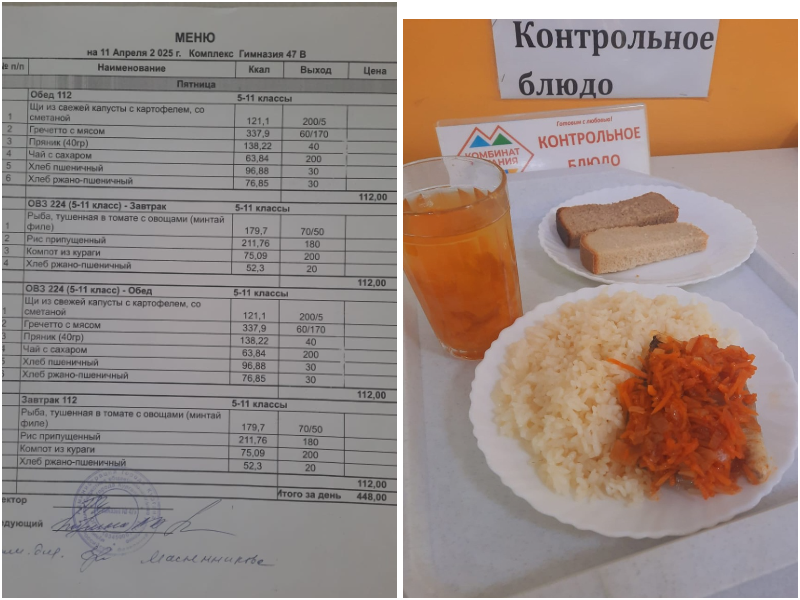 МЕНЮ
на 11 Апреля 2 025 г. Комплекс Гимназия 47 В
№ п/п Наименование Ккал Выход Цена
Пятница
Обед 112 5-11 классы
1 Щи из свежей капусты с картофелем, со
сметаной 121,1 200/5
2 Гречетто с мясом 337,9 60/170
3 Пряник (40гр) 138,22 40
4 Чай с сахаром 63,84 200
5 Хлеб пшеничный 96,88 30
6 Хлеб ржано-пшеничный 76,85 30
112,00
ОВЗ 224 (5-11 класс) - Завтрак 5-11 классы
1 Рыба, тушенная в томате с овощами (минтай
филе) 179,7 70/50
2 Рис припущенный 211,76 180
3 Компот из кураги 75,09 200
4 Хлеб ржано-пшеничный 52,3 20
112,00
ОВЗ 224 (5-11 класс) - Обед 5-11 классы
1 Щи из свежей капусты с картофелем, со
сметаной 121,1 200/5
2 Гречетто с мясом 337,9 60/170
3 Пряник (40гр) 138,22 40
4 Чай с сахаром 63,84 200
5 Хлеб пшеничный 96,88 30
6 Хлеб ржано-пшеничный 76,85 30
112,00
Завтрак 112 5-11 классы
Рыба, тушенная в томате с овощами (минтай
филе) 179,7 70/50
Рис припущенный 211,76 180
Компот из кураги 75,09 200
Хлеб ржано-пшеничный 52,3 20
112,00
Итого за день 448,00
ектор
едующий
Масленникова
Контрольное
блюдо
Готовим с любовью!
КОМБИНАТ
ПИТАНИЯ
КОНТРОЛЬНОЕ
БЛЮДО